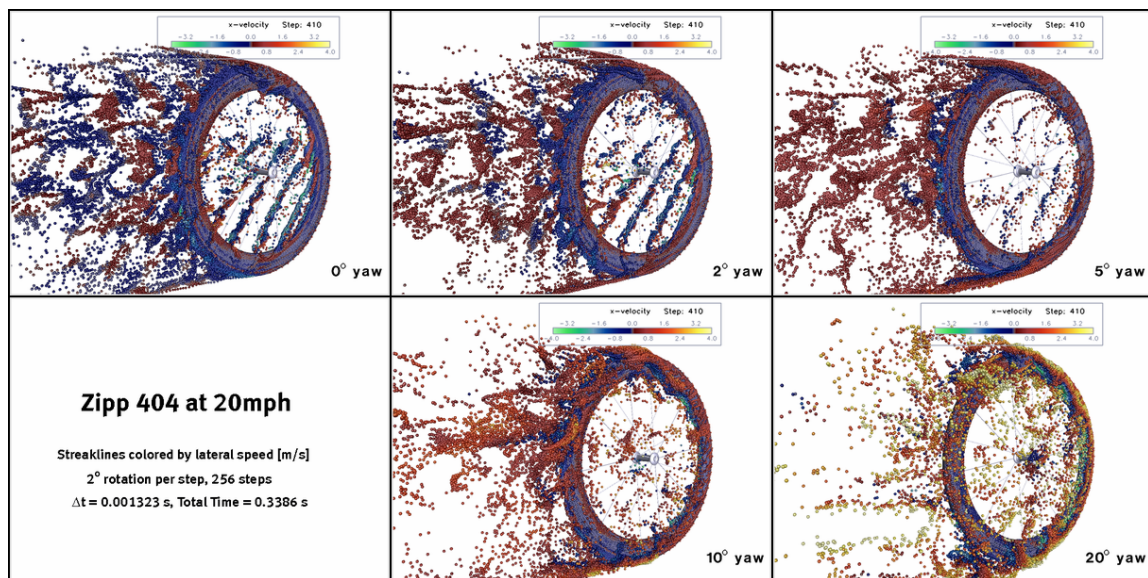 x-velocity Step: 410
-3.2 -1.6 0.0 1.6 3.2
-4.0 -2.4 -0.8 0.8 2.4 4.0
0° yaw
x-velocity Step: 410
-3.2 -1.6 0.0 1.6 3.2
-4.0 -2.4 -0.8 0.8 2.4 4.0
2° yaw
x-velocity Step: 410
-3.2 -1.6 0.0 1.6 3.2
-4.0 -2.4 -0.8 0.8 2.4 4.0
5° yaw
Zipp 404 at 20mph
Streaklines colored by lateral speed [m/s]
2° rotation per step, 256 steps
Δt = 0.001323 s, Total Time = 0.3386 s
x-velocity Step: 410
-3.2 -1.6 0.0 1.6 3.2
-4.0 -2.4 -0.8 0.8 2.4 4.0
10° yaw
x-velocity Step: 410
-3.2 -1.6 0.0 1.6 3.2
-4.0 -2.4 -0.8 0.8 2.4 4.0
20° yaw